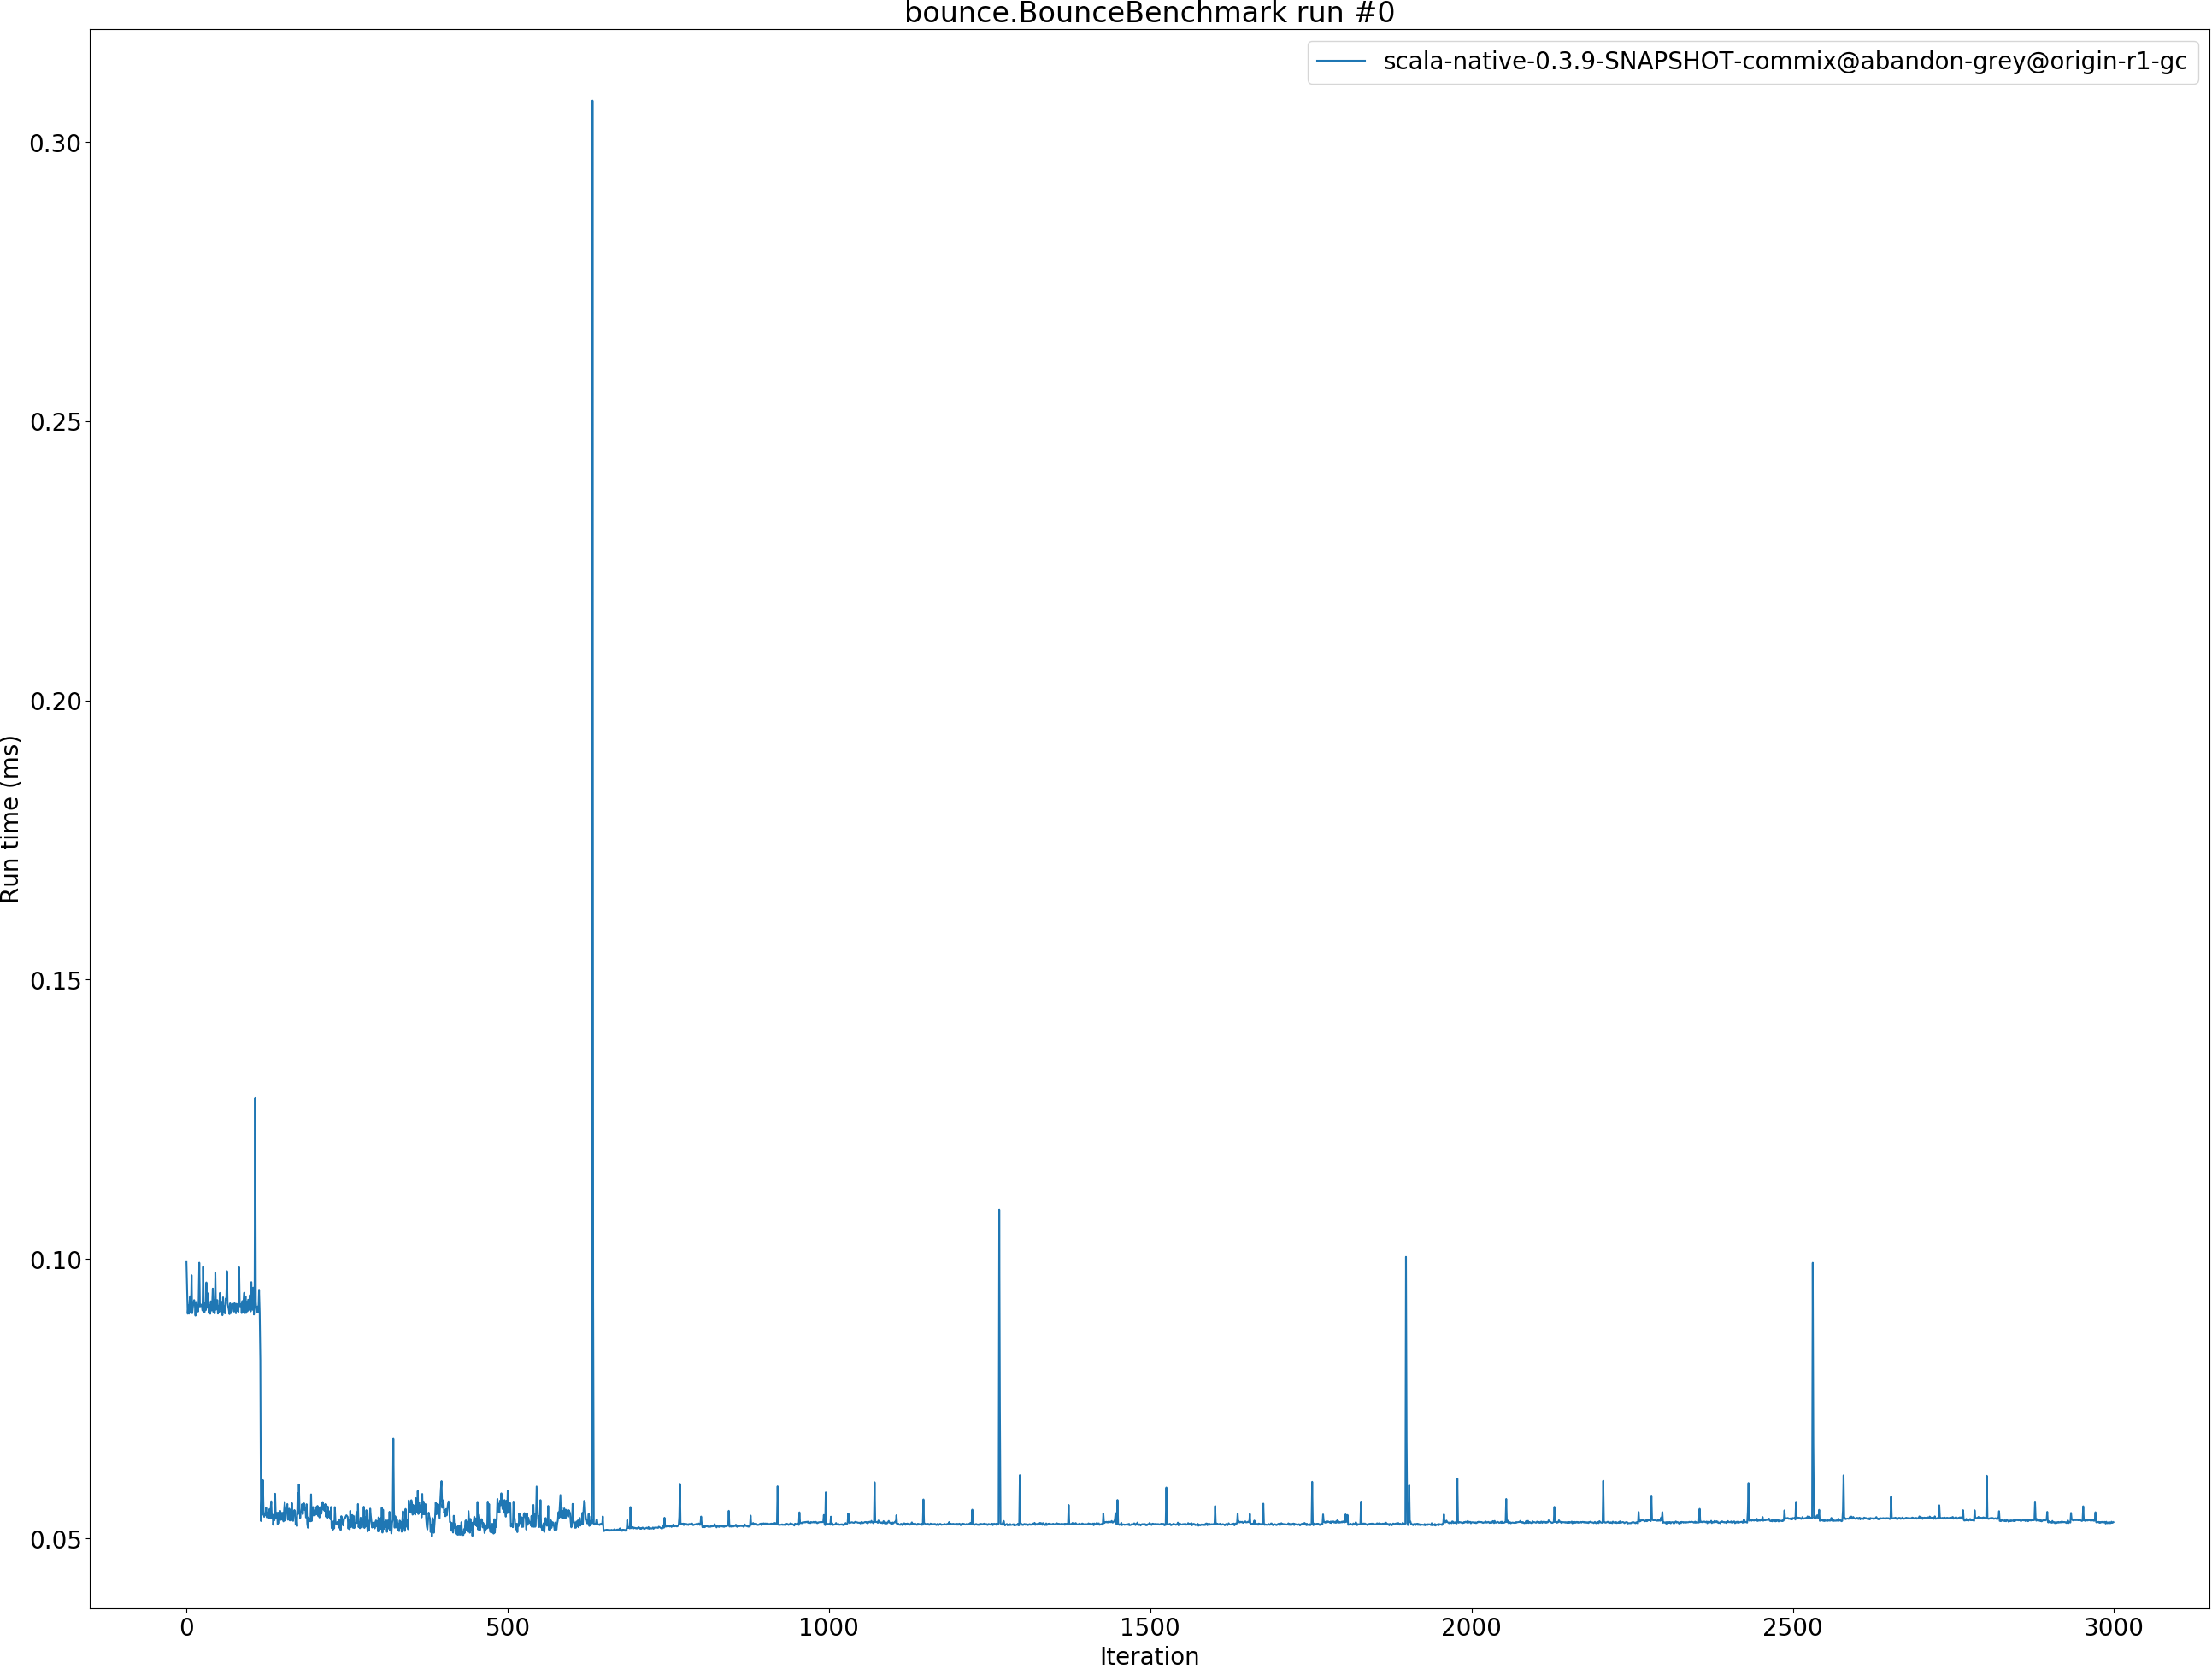 bounce.BounceBenchmark run #0
scala-native-0.3.9-SNAPSHOT-commix@abandon-grey@origin-r1-gc
Run time (ms)
0.30
0.25
0.20
0.15
0.10
0.05
0 500 1000 1500 2000 2500 3000
Iteration